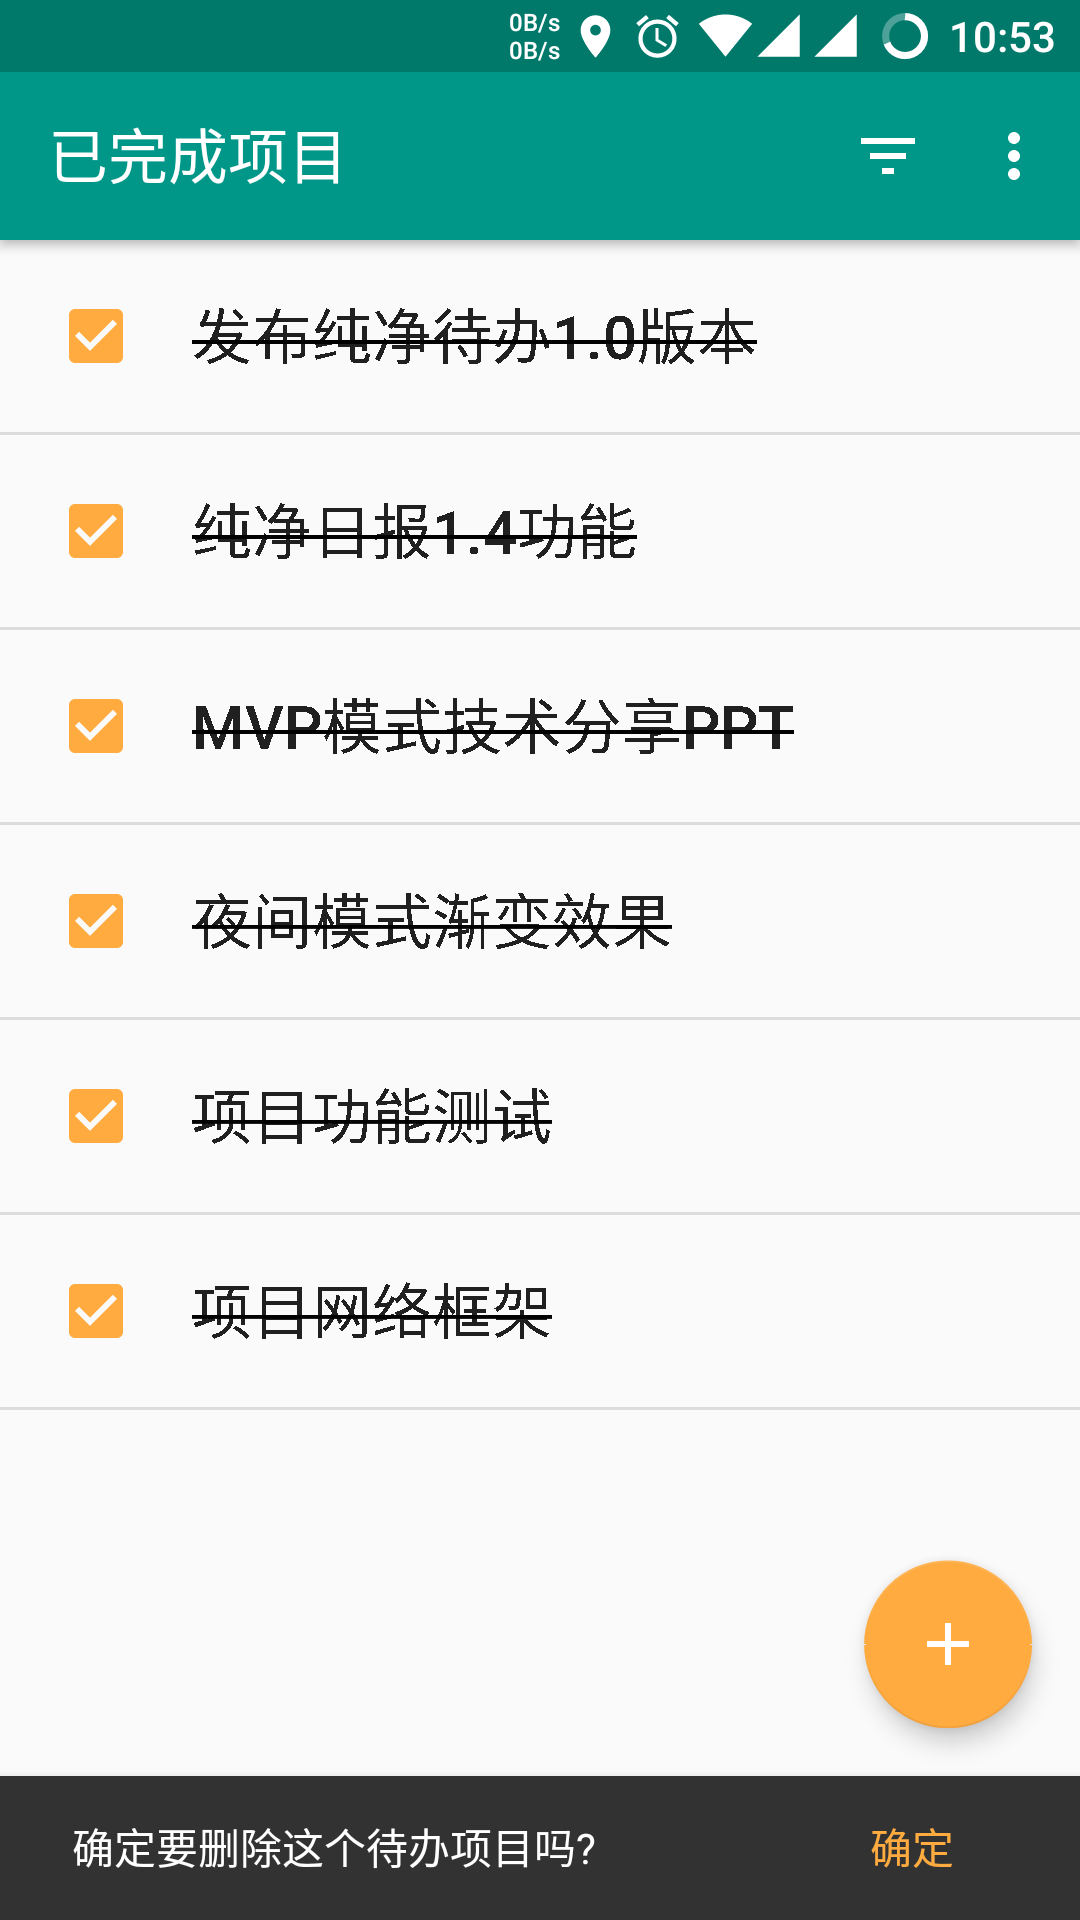 0B/s
0B/s
10:53
已完成项目
发布纯净待办1.0版本
纯净日报1.4功能
MVP模式技术分享PPT
夜间模式渐变效果
项目功能测试
项目网络框架
确定要删除这个待办项目吗?
确定